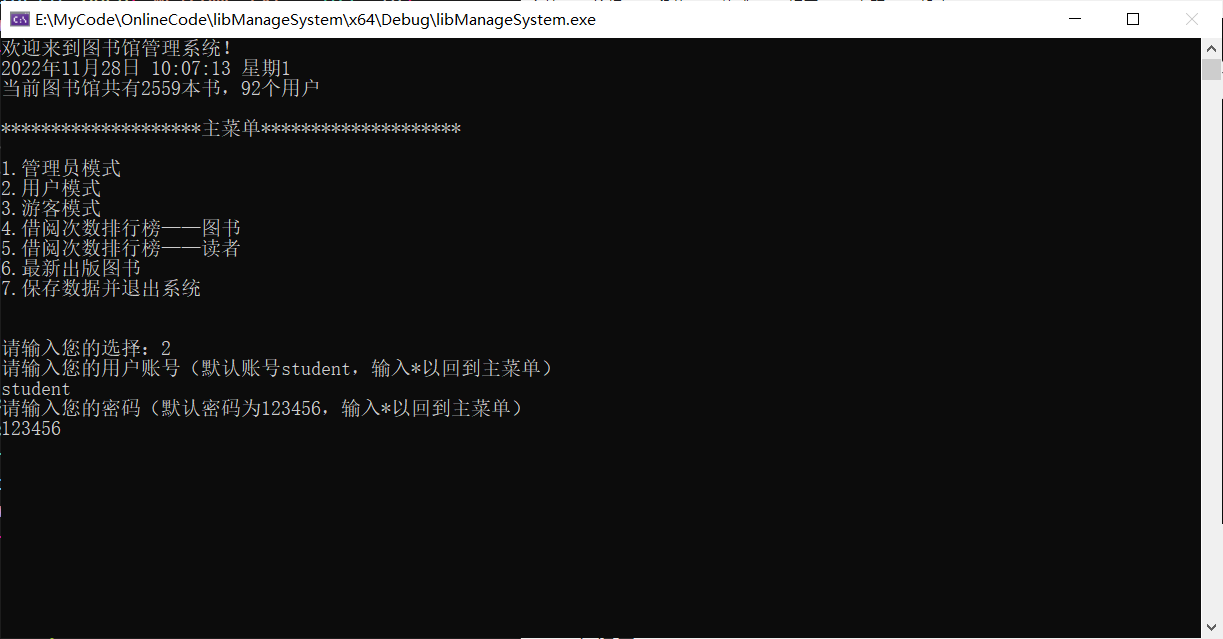 E:\MyCode\OnlineCode\libManageSystem\x64\Debug\libManageSystem.exe
欢迎来到图书馆管理系统!
2022年11月28日 10:07:13 星期1
当前图书馆共有2559本书，92个用户
********************主菜单********************
1.管理员模式
2.用户模式
3.游客模式
4.借阅次数排行榜——图书
5.借阅次数排行榜——读者
6.最新出版图书
7.保存数据并退出系统
请输入您的选择：2
请输入您的用户账号（默认账号student，输入*以回到主菜单）
student
请输入您的密码（默认密码为123456，输入*以回到主菜单）
123456